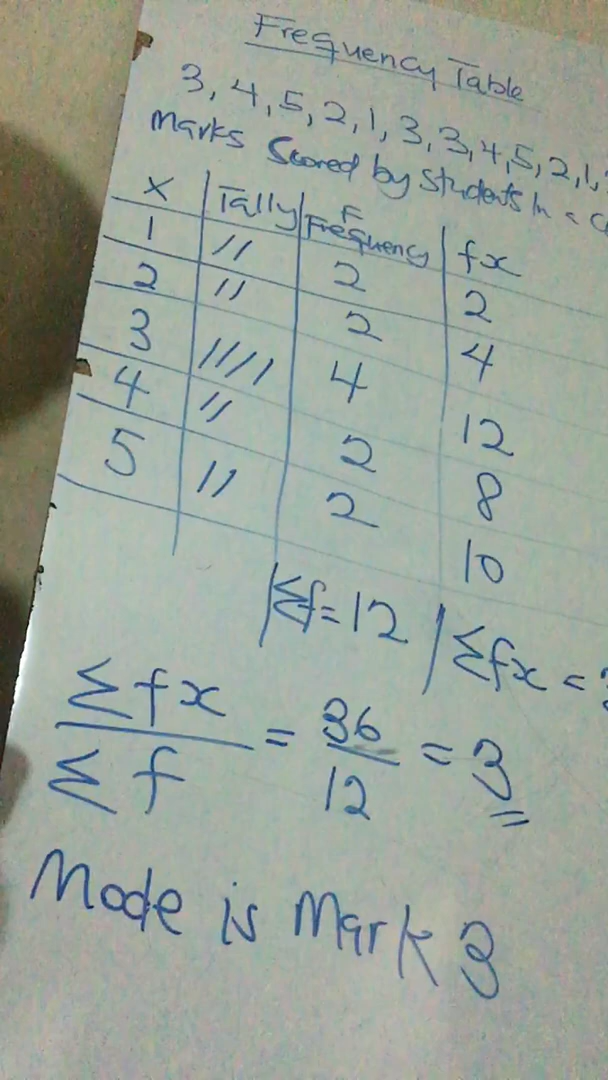 Frequency Table
3, 4, 5, 2, 1, 3, 3, 4, 5, 2, 1,
Marks Scored by Students in a
X Tally F Frequency fx
1 // 2 2
2 // 2 4
3 //// 4 12
4 // 2 8
5 // 2 10
Σf = 12 Σfx =
Σfx / Σf = 36 / 12 = 3
Mode is Mark 3